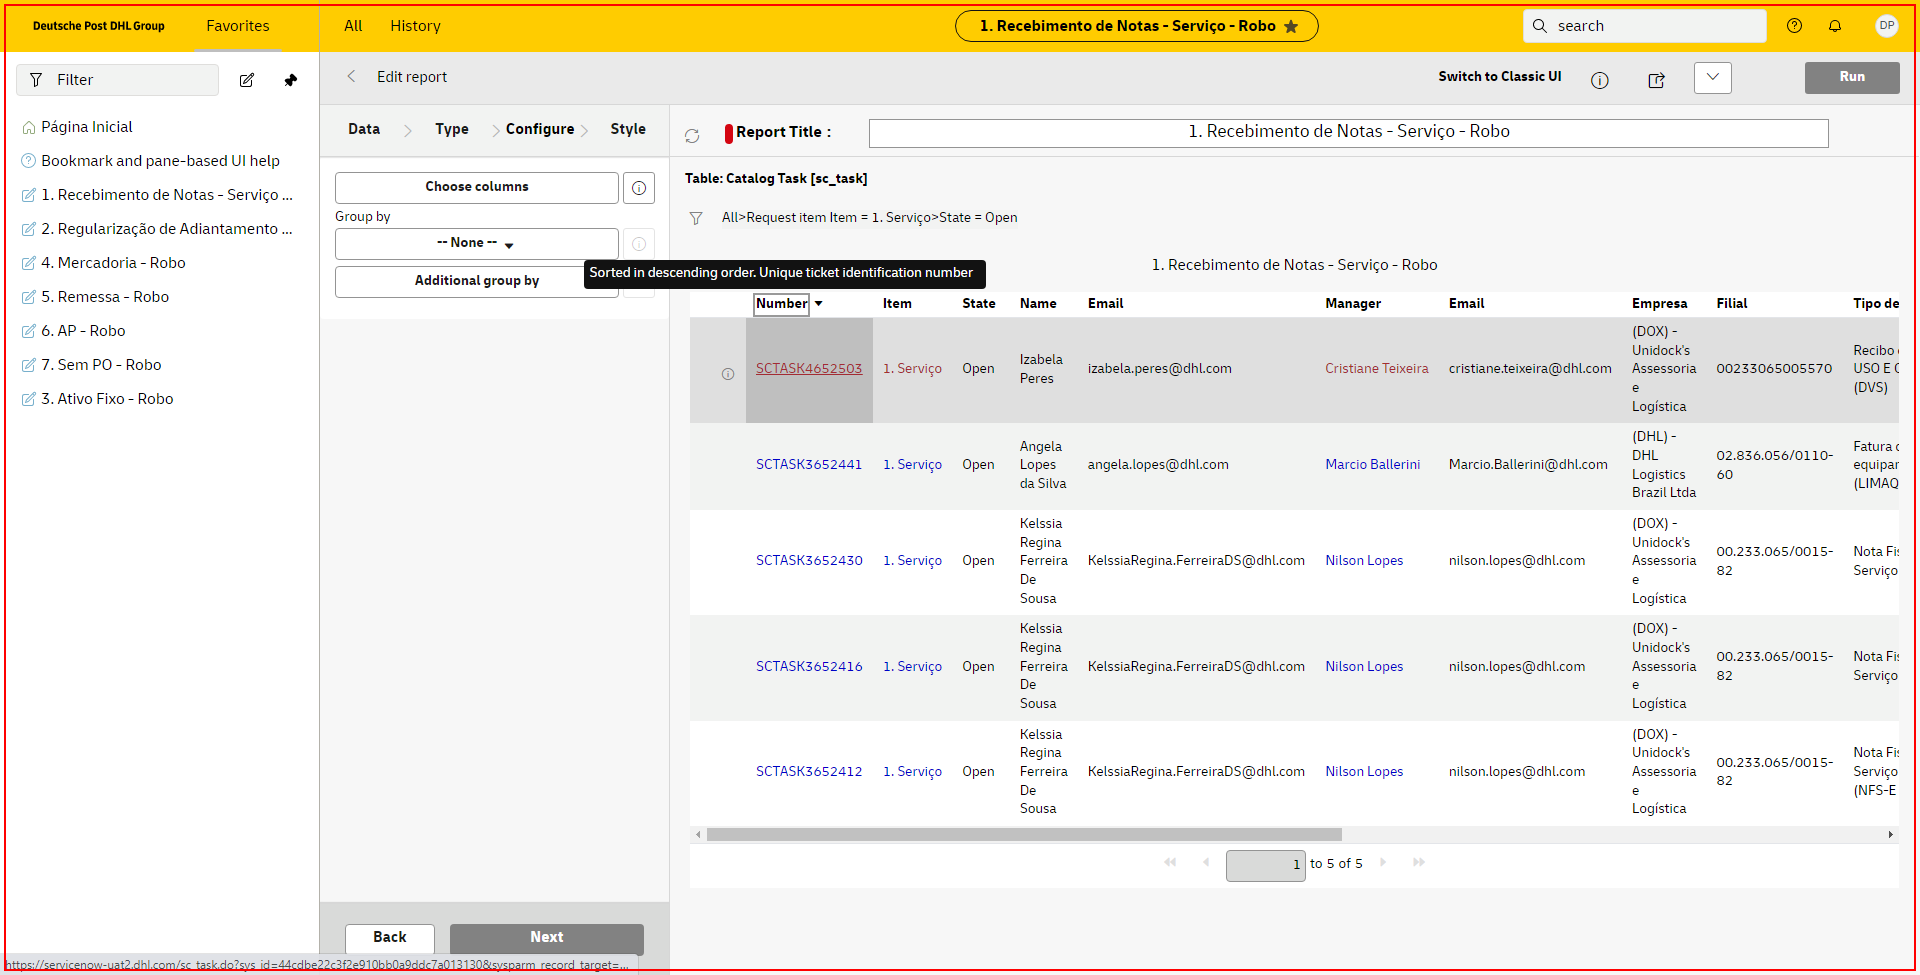 Deutsche Post DHL Group
Favorites
All
History
1. Recebimento de Notas - Serviço - Robo
search
DP
Filter
Edit report
Switch to Classic UI
Run
Página Inicial
Bookmark and pane-based UI help
1. Recebimento de Notas - Serviço ...
2. Regularização de Adiantamento ...
4. Mercadoria - Robo
5. Remessa - Robo
6. AP - Robo
7. Sem PO - Robo
3. Ativo Fixo - Robo
Data
Type
Configure
Style
Choose columns
Group by
-- None --
Additional group by
Report Title :
1. Recebimento de Notas - Serviço - Robo
Table: Catalog Task [sc_task]
All>Request item Item = 1. Serviço>State = Open
Sorted in descending order. Unique ticket identification number
1. Recebimento de Notas - Serviço - Robo
Number Item State Name Email Manager Email Empresa Filial Tipo de
SCTASK4652503
1. Serviço
Open
Izabela
Peres
izabela.peres@dhl.com
Cristiane Teixeira
cristiane.teixeira@dhl.com
(DOX) -
Unidock's
Assessoria
e
Logística
00233065005570
Recibo
USO E
(DVS)
SCTASK3652441
1. Serviço
Open
Angela
Lopes
da Silva
angela.lopes@dhl.com
Marcio Ballerini
Marcio.Ballerini@dhl.com
(DHL) -
DHL
Logistics
Brazil Ltda
02.836.056/0110-
60
Fatura
equipar
(LIMAQ
SCTASK3652430
1. Serviço
Open
Kelssia
Regina
Ferreira
De
Sousa
KelssiaRegina.FerreiraDS@dhl.com
Nilson Lopes
nilson.lopes@dhl.com
(DOX) -
Unidock's
Assessoria
e
Logística
00.233.065/0015-
82
Nota Fis
Serviço
SCTASK3652416
1. Serviço
Open
Kelssia
Regina
Ferreira
De
Sousa
KelssiaRegina.FerreiraDS@dhl.com
Nilson Lopes
nilson.lopes@dhl.com
(DOX) -
Unidock's
Assessoria
e
Logística
00.233.065/0015-
82
Nota Fis
Serviço
SCTASK3652412
1. Serviço
Open
Kelssia
Regina
Ferreira
De
Sousa
KelssiaRegina.FerreiraDS@dhl.com
Nilson Lopes
nilson.lopes@dhl.com
(DOX) -
Unidock's
Assessoria
e
Logística
00.233.065/0015-
82
Nota Fis
Serviço
(NFS-E
1 to 5 of 5
Back
Next
https://servicenow-uat2.dhl.com/sc_task.do?sys_id=44cdbe22c3f2e910bb0a9ddc7a013130&sysparm_record_target=...